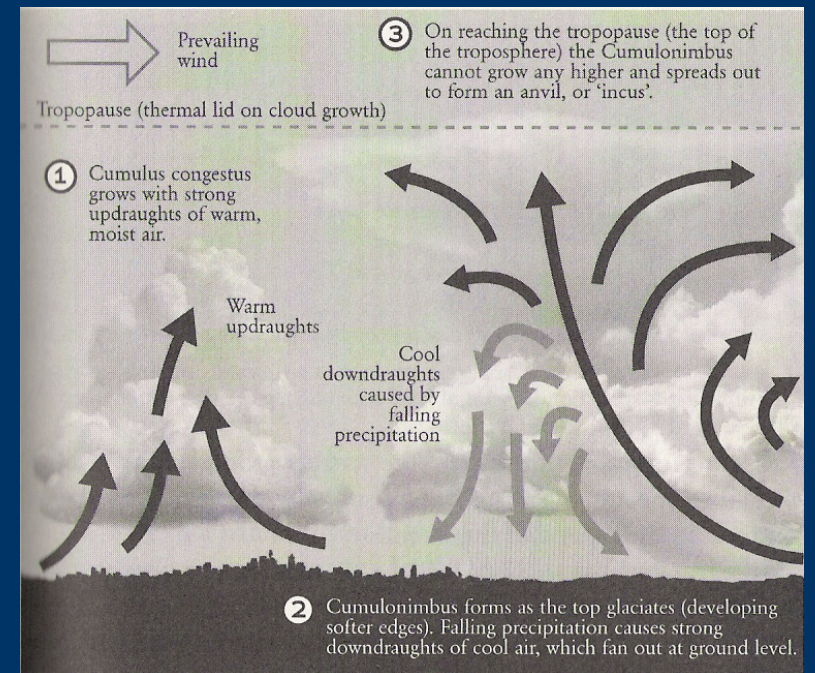 Prevailing
wind
Tropopause (thermal lid on cloud growth)
3 On reaching the tropopause (the top of
the troposphere) the Cumulonimbus
cannot grow any higher and spreads out
to form an anvil, or ‘incus’.
1 Cumulus congestus
grows with strong
updraughts of warm,
moist air.
Warm
updraughts
Cool
downdraughts
caused by
falling
precipitation
2 Cumulonimbus forms as the top glaciates (developing
softer edges). Falling precipitation causes strong
downdraughts of cool air, which fan out at ground level.